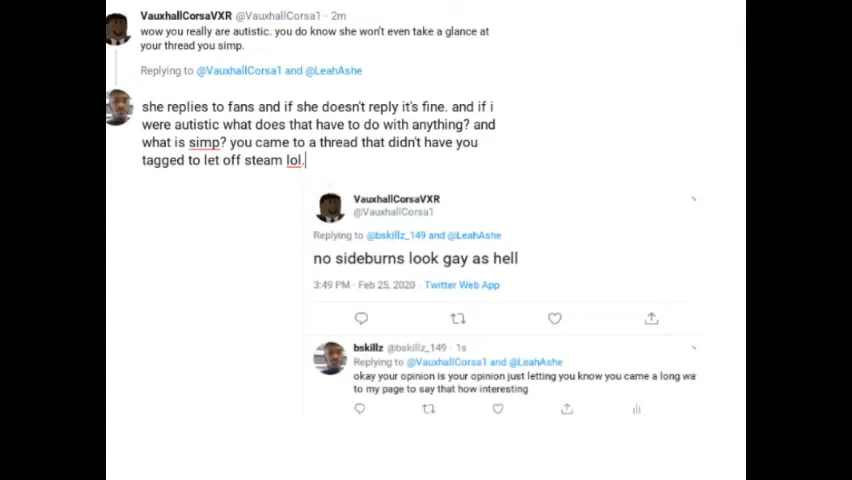 VauxhallCorsaVXR @VauxhallCorsa1 · 2m
wow you really are autistic. you do know she won't even take a glance at
your thread you simp.
Replying to @VauxhallCorsa1 and @LeahAshe
she replies to fans and if she doesn't reply it's fine. and if i
were autistic what does that have to do with anything? and
what is simp? you came to a thread that didn't have you
tagged to let off steam lol.
VauxhallCorsaVXR
@VauxhallCorsa1
Replying to @bskillz_149 and @LeahAshe
no sideburns look gay as hell
3:49 PM · Feb 25, 2020 · Twitter Web App
bskillz @bskillz_149 · 1s
Replying to @VauxhallCorsa1 and @LeahAshe
okay your opinion is your opinion just letting you know you came a long wa
to my page to say that how interesting